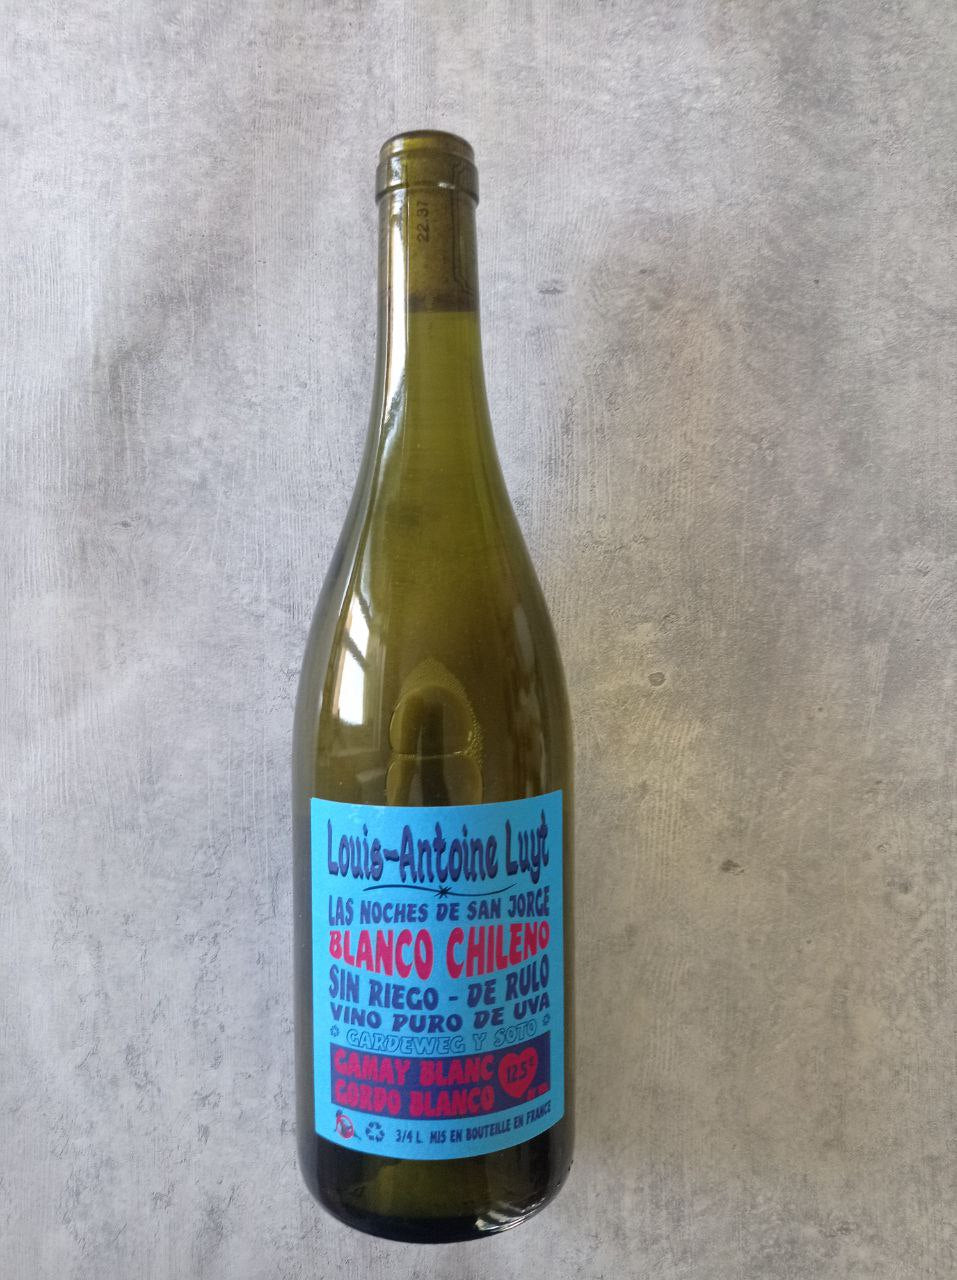 22.37
Louis-Antoine Luyt
LAS NOCHES DE SAN JORGE
BLANCO CHILENO
SIN RIEGO - DE RULO
VINO PURO DE UVA
* GARDEWEG Y SOTO *
GAMAY BLANC
GORDO BLANCO
12.5°
3/4 L MIS EN BOUTEILLE EN FRANCE